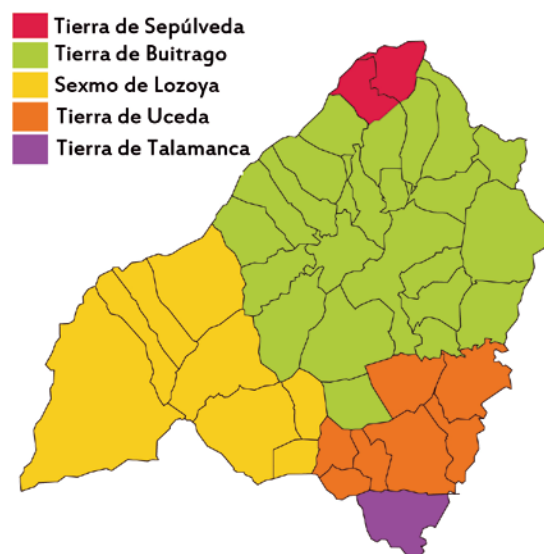 Tierra de Sepúlveda
Tierra de Buitrago
Sexmo de Lozoya
Tierra de Uceda
Tierra de Talamanca